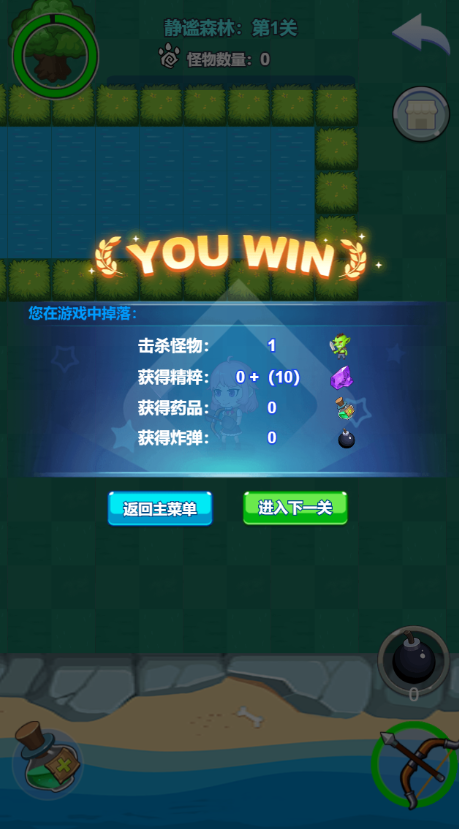 静谧森林：第1关
怪物数量：0
YOU WIN
您在游戏中掉落：
击杀怪物： 1
获得精粹： 0 +（10）
获得药品： 0
获得炸弹： 0
返回主菜单 进入下一关
0